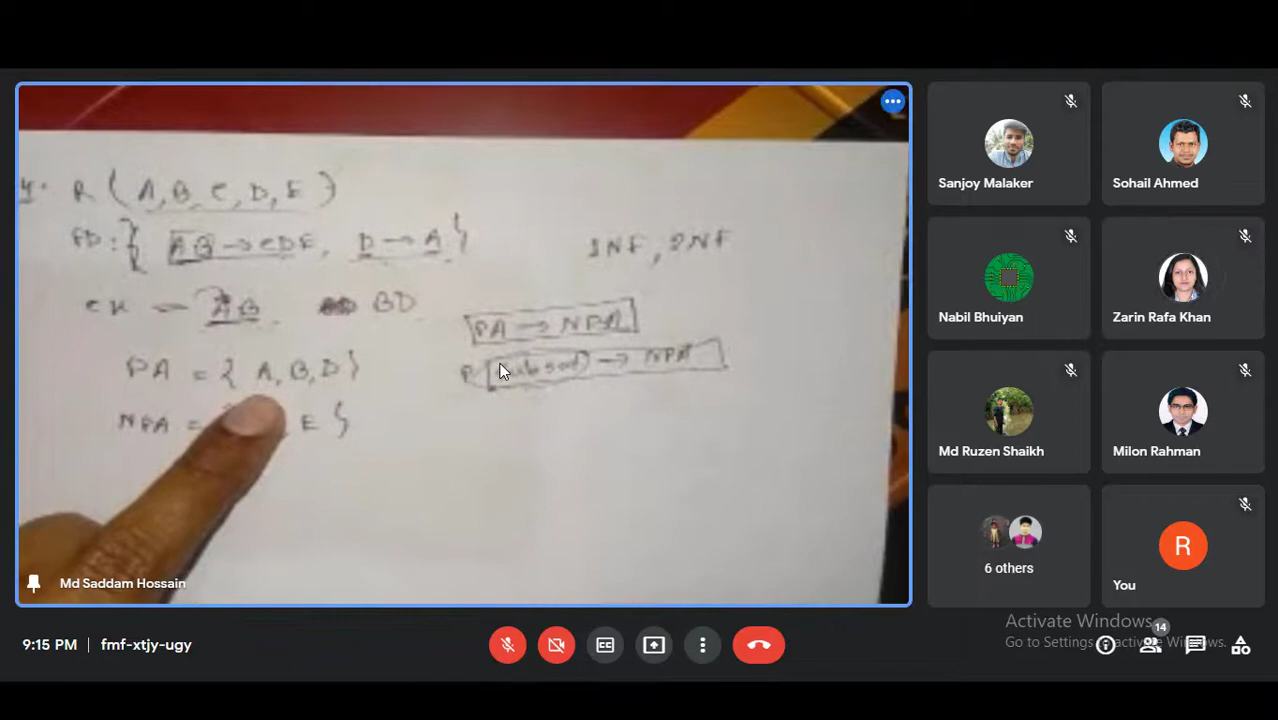 R (A, B, C, D, E)
FD: { AB → CDE, D → A }
1NF, 2NF
CK = AB BD
PA → NPA
PA = { A, B, D }
P (subset) → NPA
NPA = , E }
Md Saddam Hossain
Sanjoy Malaker
Sohail Ahmed
Nabil Bhuiyan
Zarin Rafa Khan
Md Ruzen Shaikh
Milon Rahman
6 others
R
You
Activate Windows
Go to Settings to activate Windows.
9:15 PM | fmf-xtjy-ugy
14